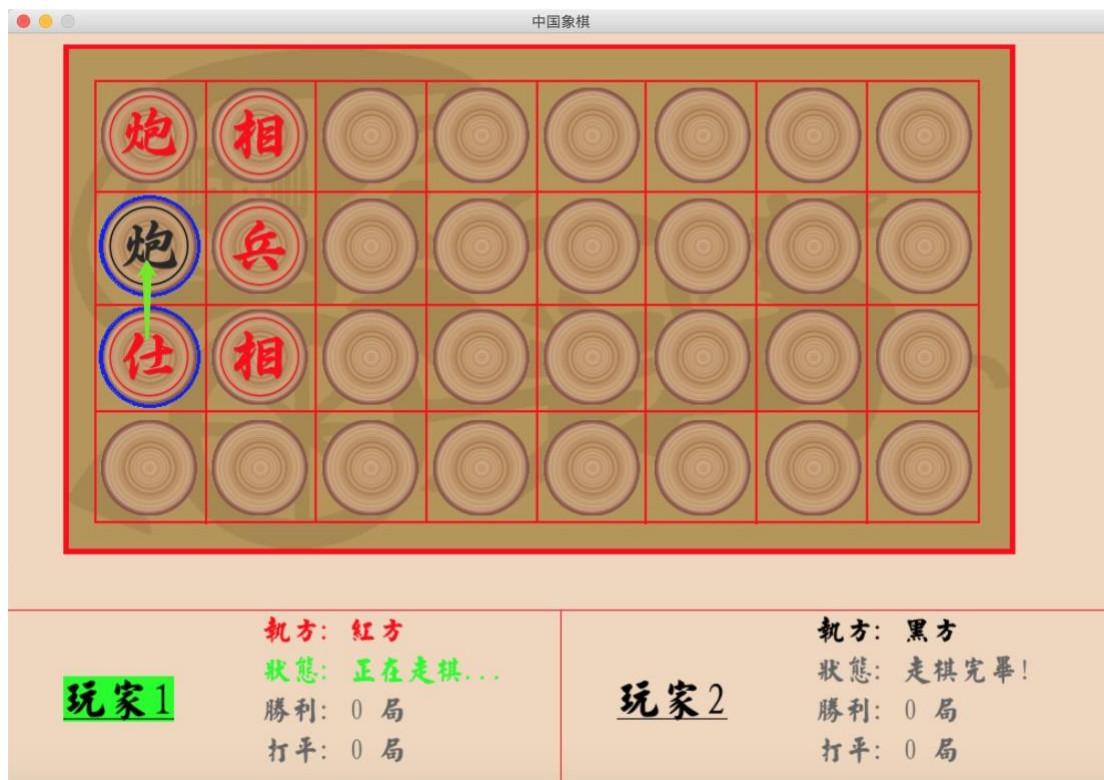 中国象棋
炮 相
炮 兵
仕 相
執方: 紅方
狀態: 正在走棋...
玩家1
勝利: 0 局
打平: 0 局
執方: 黑方
狀態: 走棋完畢!
玩家2
勝利: 0 局
打平: 0 局